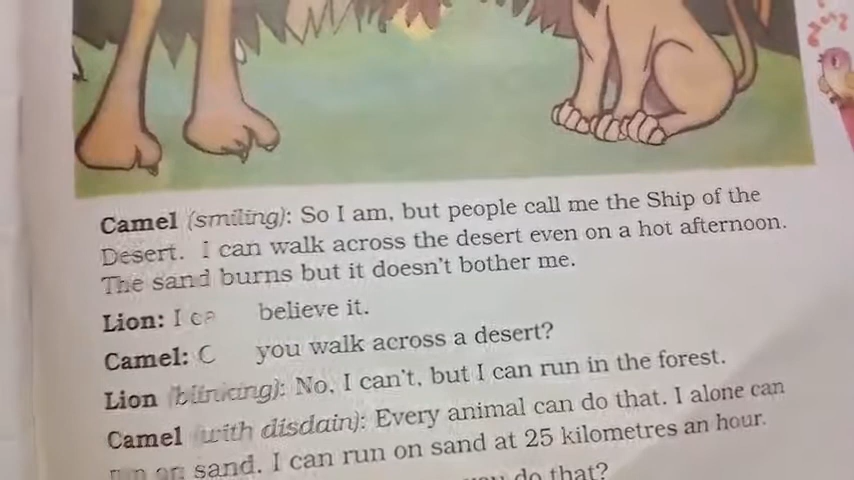 Camel (smiling): So I am, but people call me the Ship of the
Desert. I can walk across the desert even on a hot afternoon.
The sand burns but it doesn't bother me.
Lion: I believe it.
Camel: you walk across a desert?
Lion (blinking): No, I can't, but I can run in the forest.
Camel (with disdain): Every animal can do that. I alone can
sand. I can run on sand at 25 kilometres an hour.
you do that?